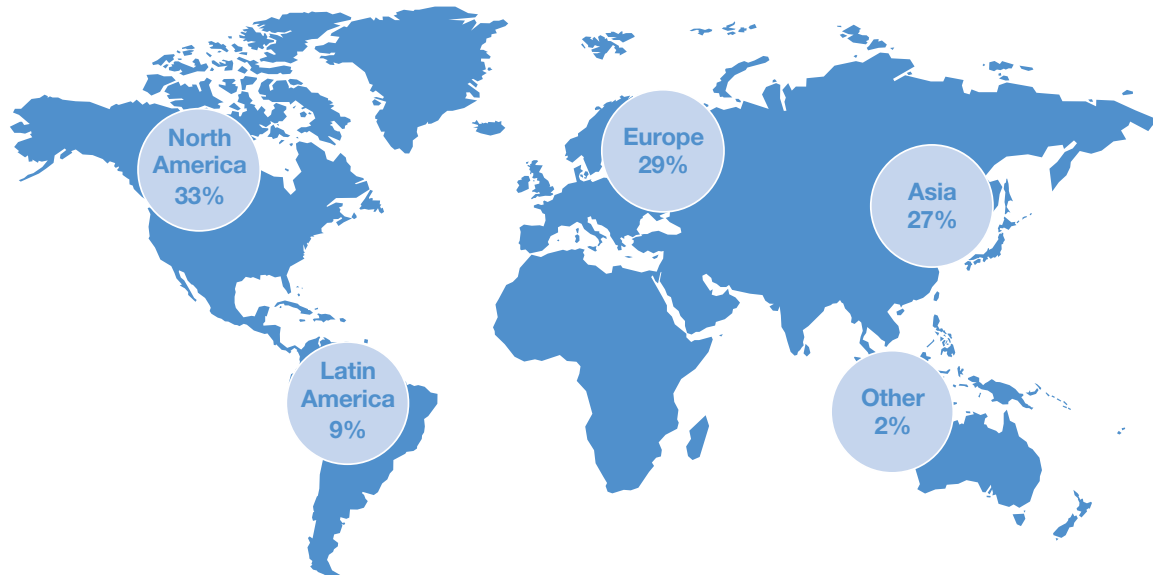 North
America
33%
Europe
29%
Asia
27%
Latin
America
9%
Other
2%